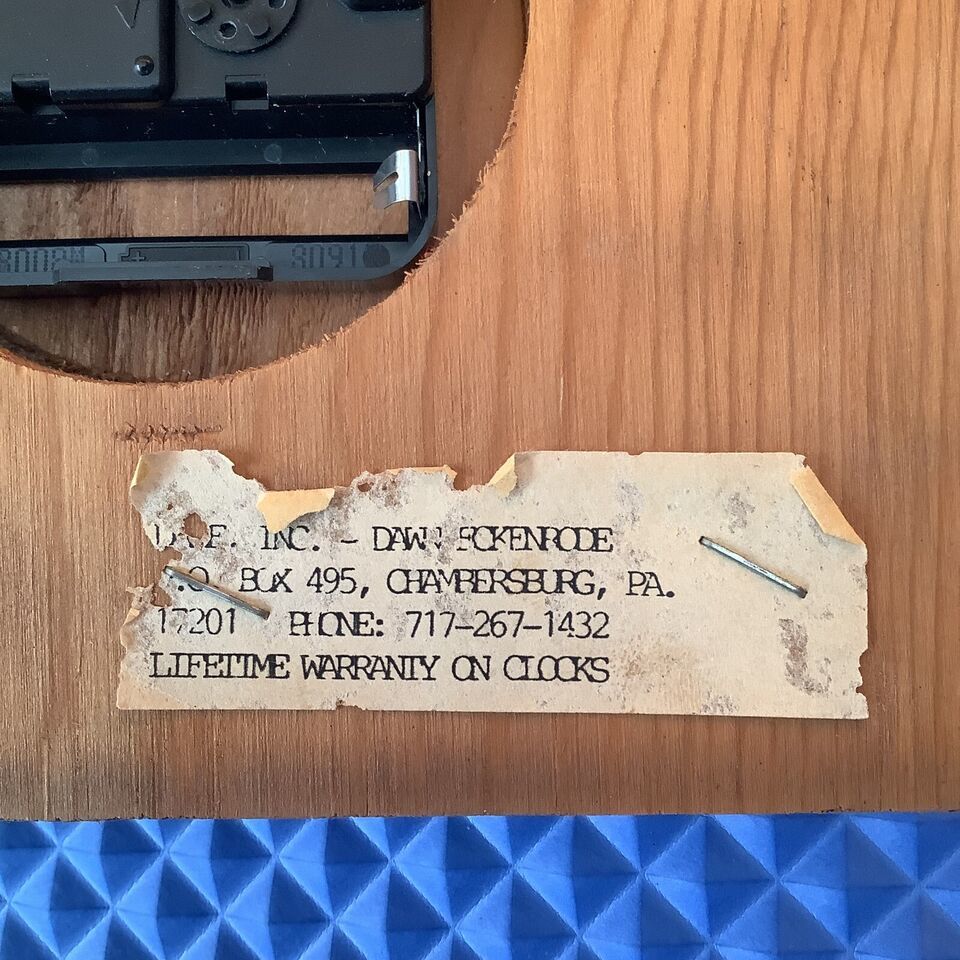 INC. - DAWN ECKENRODE
P.O. BOX 495, CHAMBERSBURG, PA.
17201 PHONE: 717-267-1432
LIFETIME WARRANTY ON CLOCKS